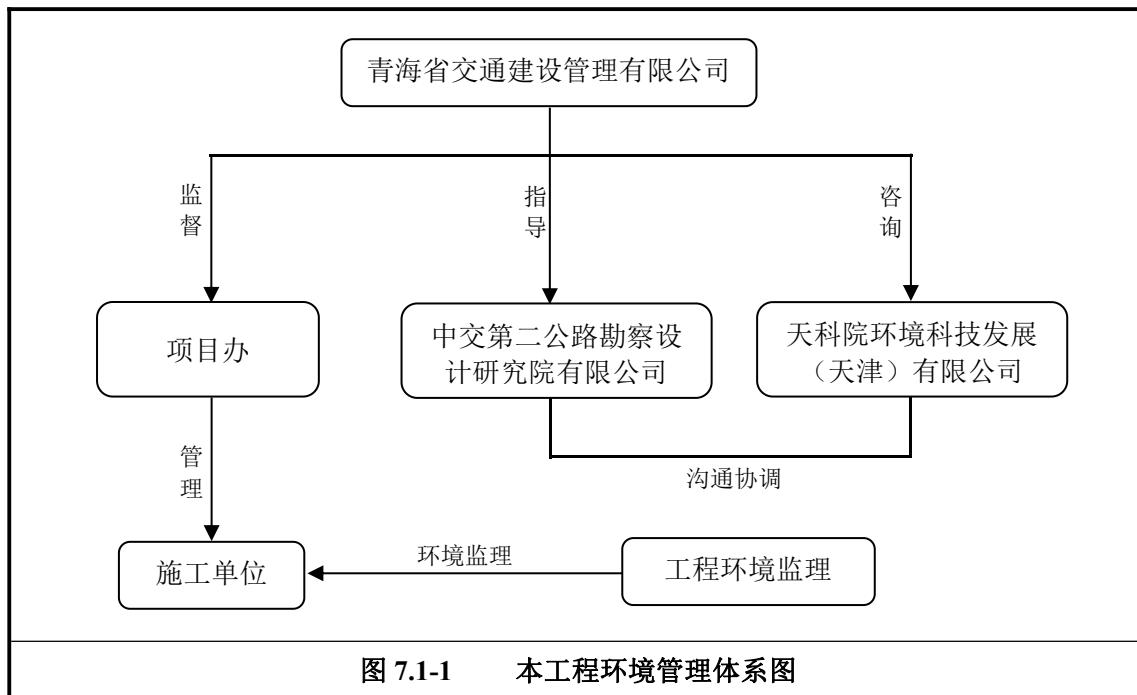 青海省交通建设管理有限公司
监督
指导
咨询
项目办
中交第二公路勘察设
计研究院有限公司
天科院环境科技发展
（天津）有限公司
管理
沟通协调
施工单位
环境监理
工程环境监理
图 7.1-1 本工程环境管理体系图